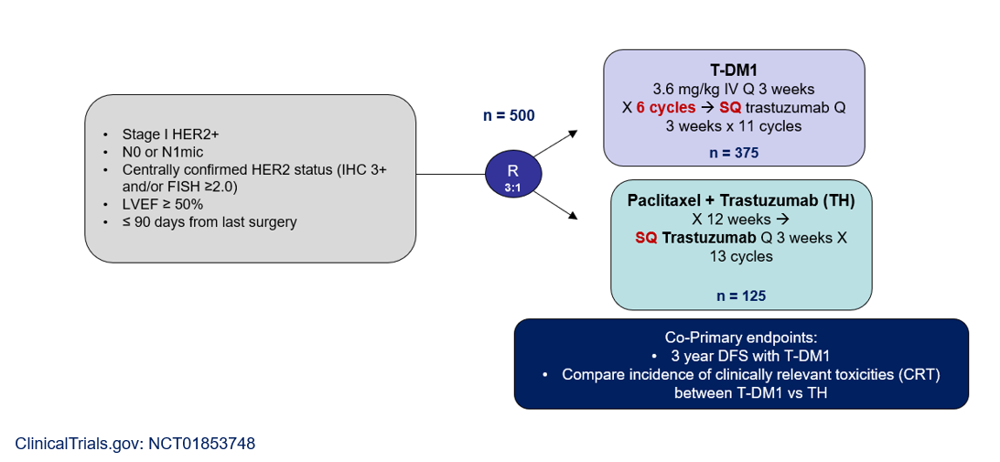 • Stage I HER2+
• N0 or N1mic
• Centrally confirmed HER2 status (IHC 3+
and/or FISH ≥2.0)
• LVEF ≥ 50%
• ≤ 90 days from last surgery
n = 500
R
3:1
T-DM1
3.6 mg/kg IV Q 3 weeks
X 6 cycles → SQ trastuzumab Q
3 weeks x 11 cycles
n = 375
Paclitaxel + Trastuzumab (TH)
X 12 weeks →
SQ Trastuzumab Q 3 weeks X
13 cycles
n = 125
Co-Primary endpoints:
• 3 year DFS with T-DM1
• Compare incidence of clinically relevant toxicities (CRT)
between T-DM1 vs TH
ClinicalTrials.gov: NCT01853748